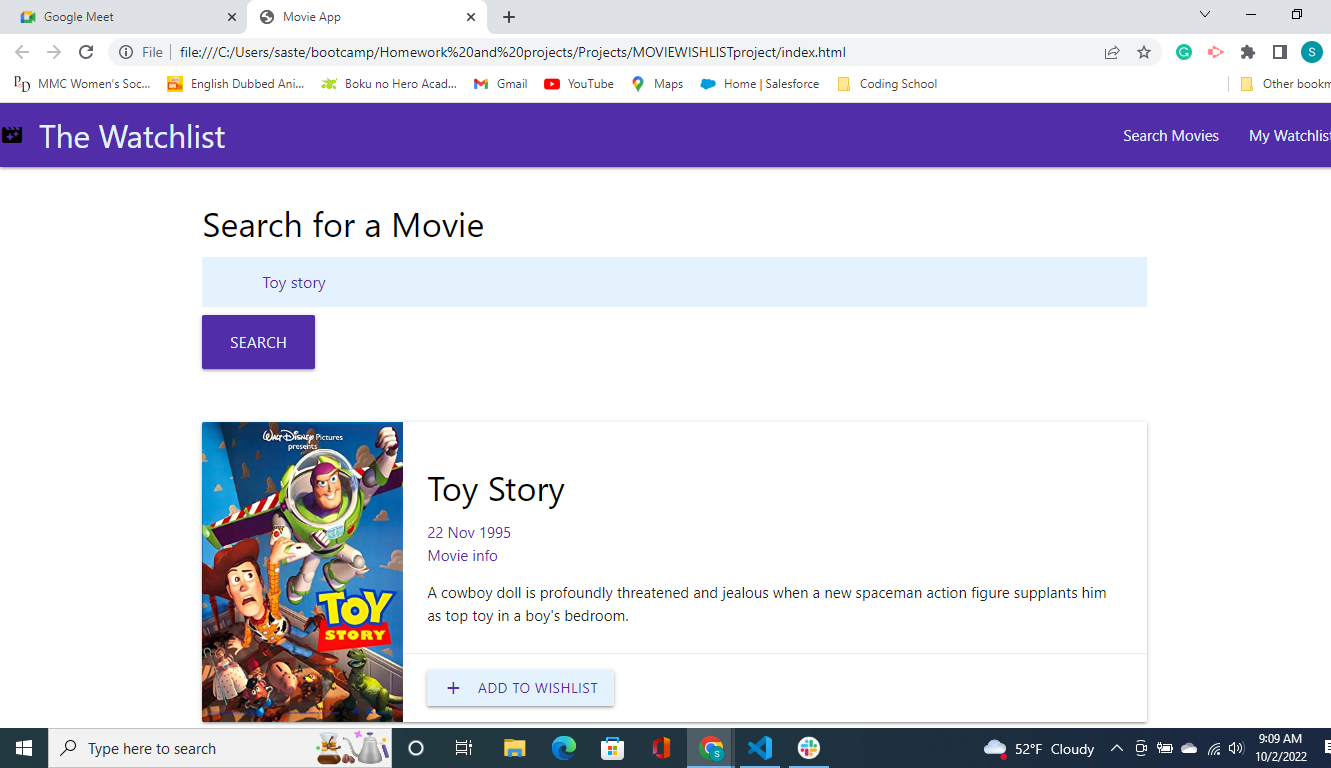 Google Meet
Movie App
File
file:///C:/Users/saste/bootcamp/Homework%20and%20projects/Projects/MOVIEWISHLISTproject/index.html
S
MMC Women's Soc...
English Dubbed Ani...
Boku no Hero Acad...
Gmail
YouTube
Maps
Home | Salesforce
Coding School
Other bookm
The Watchlist
Search Movies
My Watchlist
Search for a Movie
Toy story
SEARCH
WALT DISNEY Pictures
presents
TOY
STORY
Toy Story
22 Nov 1995
Movie info
A cowboy doll is profoundly threatened and jealous when a new spaceman action figure supplants him
as top toy in a boy's bedroom.
+ ADD TO WISHLIST
Type here to search
52°F Cloudy
9:09 AM
10/2/2022